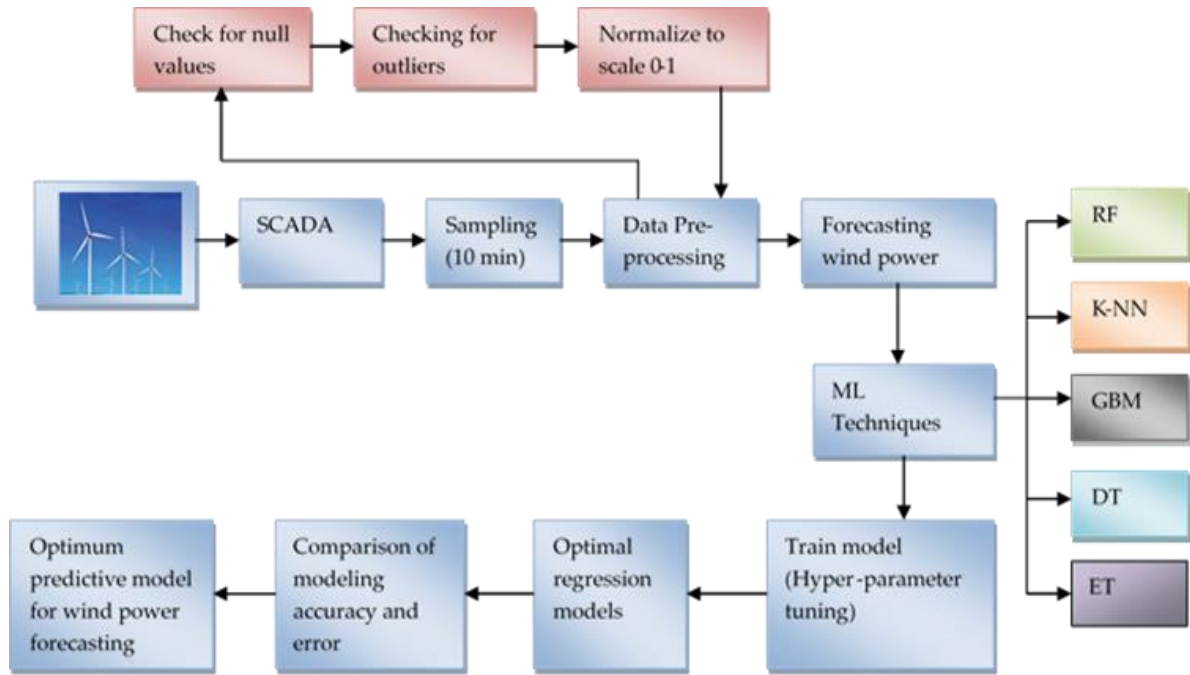 Check for null
values
Checking for
outliers
Normalize to
scale 0-1
SCADA
Sampling
(10 min)
Data Pre-
processing
Forecasting
wind power
RF
K-NN
GBM
DT
ET
ML
Techniques
Train model
(Hyper-parameter
tuning)
Optimal
regression
models
Comparison of
modeling
accuracy and
error
Optimum
predictive model
for wind power
forecasting